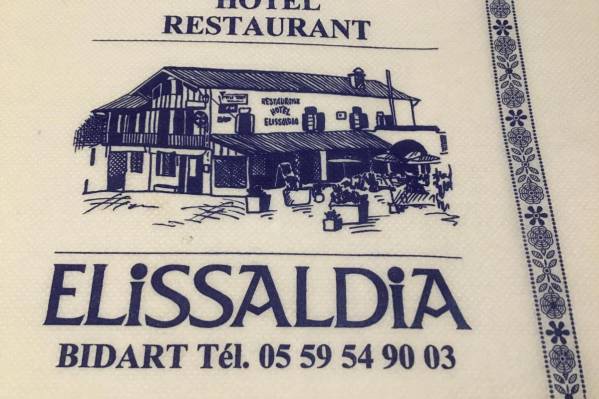 HOTEL
RESTAURANT
RESTAURANT
HOTEL
ELISSALDIA
ELiSSALDiA
BIDART Tél. 05 59 54 90 03